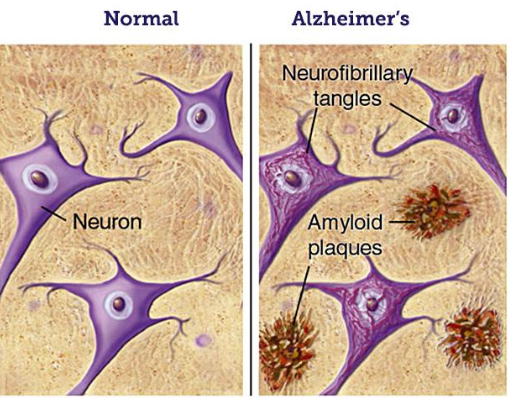 Normal
Alzheimer's
Neurofibrillary
tangles
Neuron
Amyloid
plaques